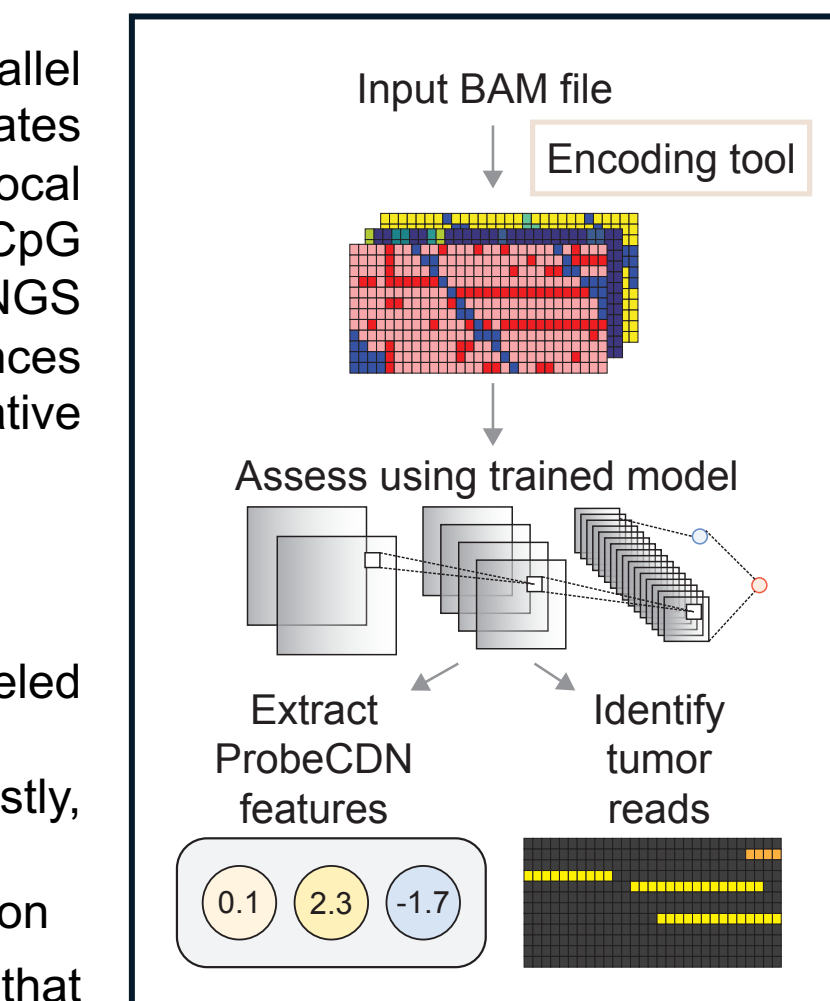 allel
ates
ocal
CpG
NGS
nces
ative
eled
stly,
on
that
Input BAM file
Encoding tool
Assess using trained model
Extract
ProbeCDN
features
Identify
tumor
reads
0.1 2.3 -1.7